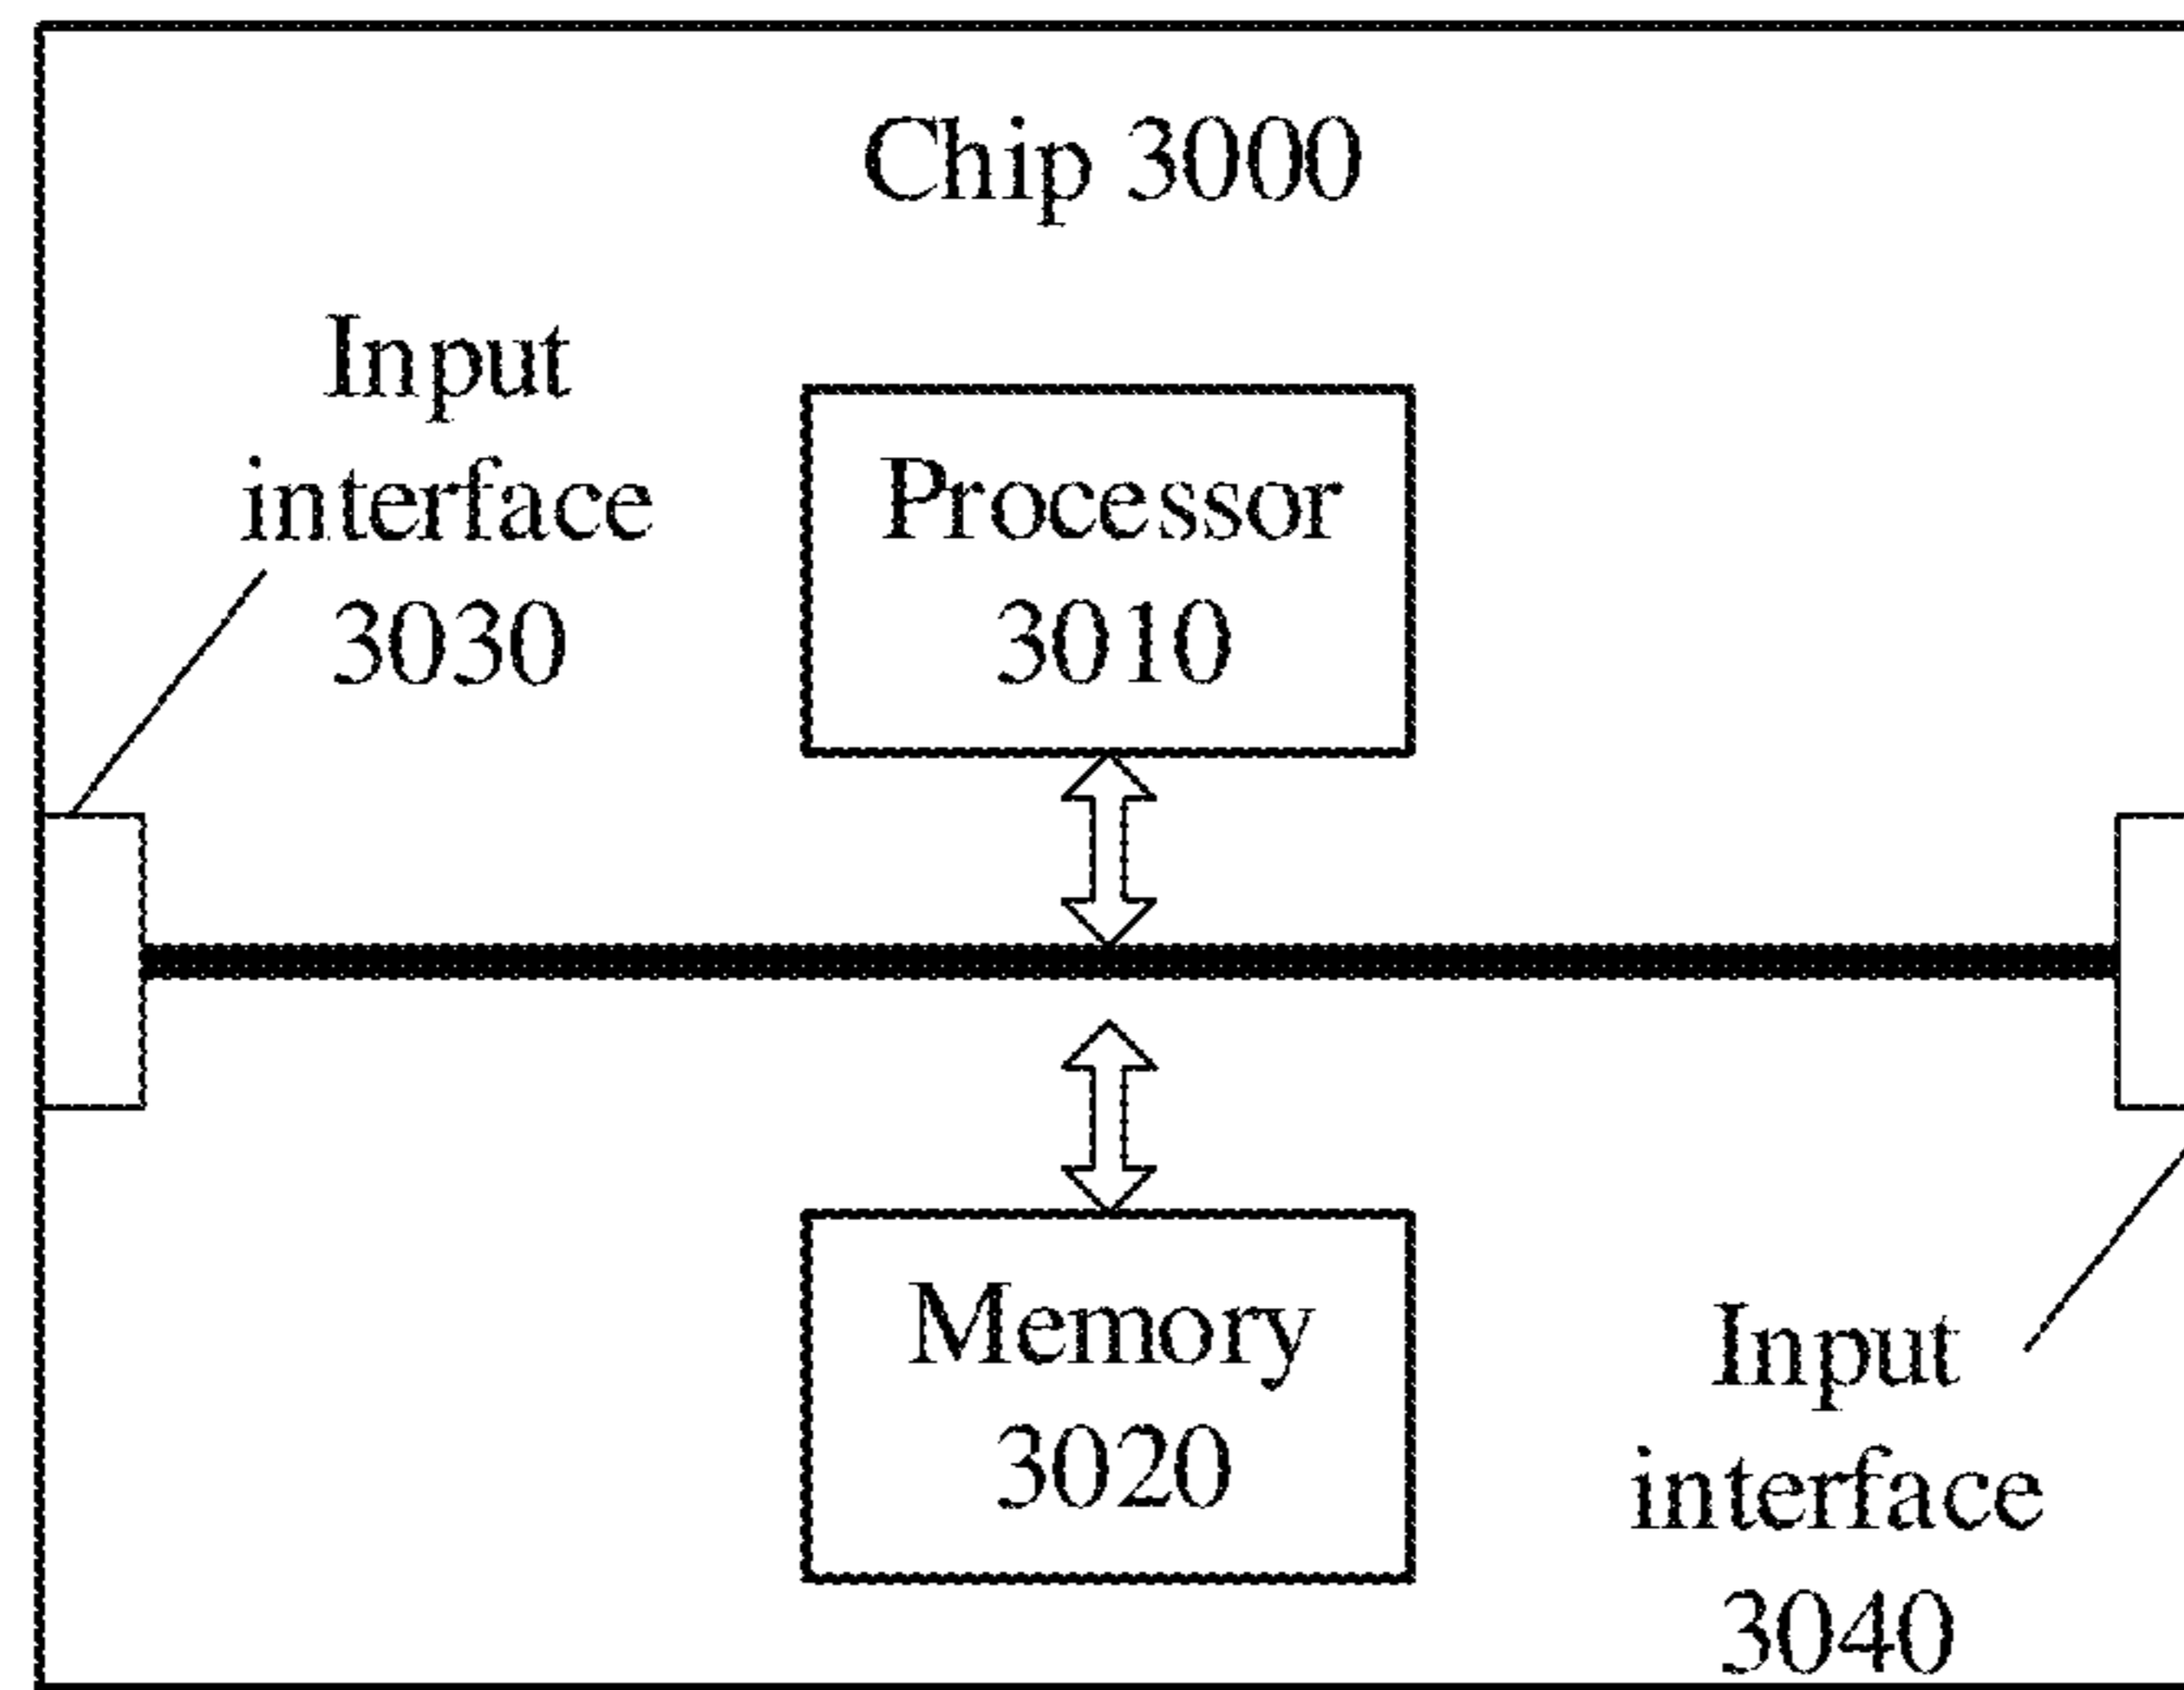 Chip 3000
Input
interface
3030
Processor
3010
Memory
3020
Input
interface
3040